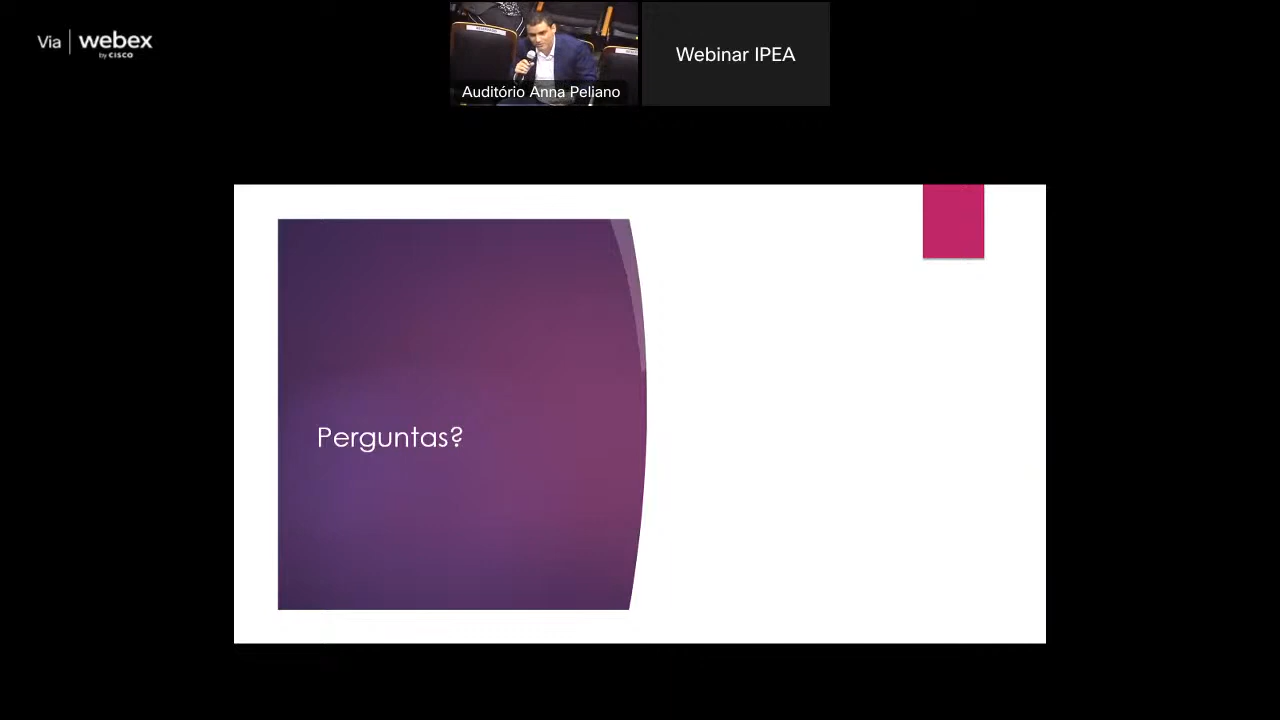 Via webex
by CISCO
Auditório Anna Peliano
Webinar IPEA
Perguntas?